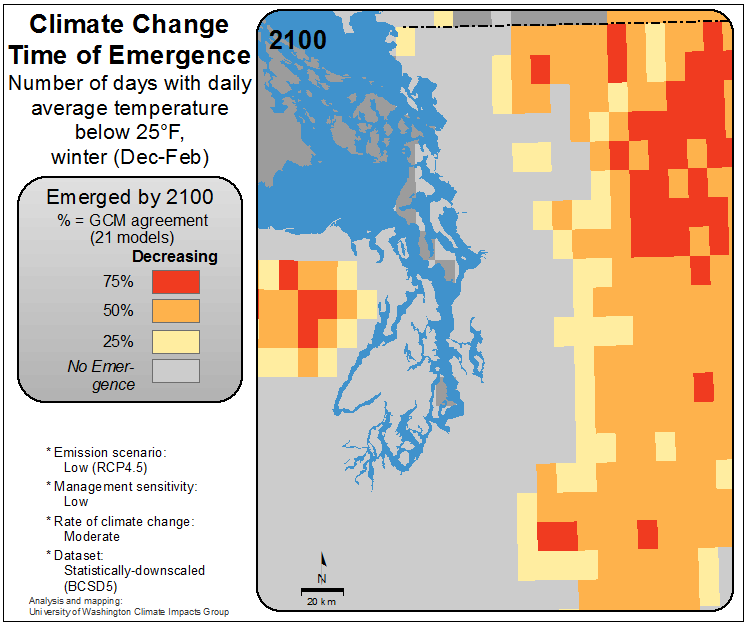 Climate Change
Time of Emergence
Number of days with daily
average temperature
below 25°F,
winter (Dec-Feb)
Emerged by 2100
% = GCM agreement
(21 models)
Decreasing
75%
50%
25%
No Emer-
gence
* Emission scenario:
Low (RCP4.5)
* Management sensitivity:
Low
* Rate of climate change:
Moderate
* Dataset:
Statistically-downscaled
(BCSD5)
Analysis and mapping:
University of Washington Climate Impacts Group
2100
N
20 km